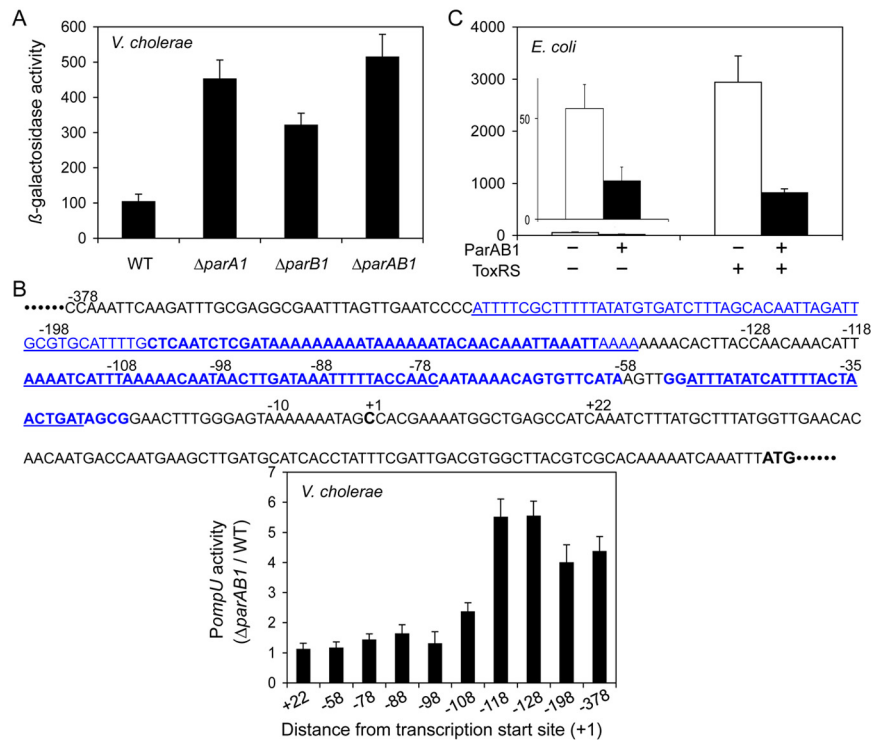 A
600
500
400
300
200
100
0
ß-galactosidase activity
V. cholerae
WT
ΔparA1
ΔparB1
ΔparAB1
C
4000
3000
2000
1000
0
E. coli
50
0
ParAB1 − + − +
ToxRS − − + +
B
-378
••••••CCAAATTCAAGATTTGCGAGGCGAATTTAGTTGAATCCCCATTTTCGCTTTTTATATGTGATCTTTAGCACAATTAGATT
-198 -128 -118
GCGTGCATTTTGCTCAATCTCGATAAAAAAAAAATAAAAAATACAACAAATTAAATTAAAAAAAACACTTACCAACAAACATT
-108 -98 -88 -78 -58 -35
AAAATCATTTAAAAACAATAACTTGATAAATTTTTACCAACAATAAAACAGTGTTCATAAGTTGGATTTATATCATTTTACTA
-10 +1 +22
ACTGATAGCGGAACTTTGGGAGTAAAAAAATAGCCACGAAAATGGCTGAGCCATCAAATCTTTATGCTTTATGGTTGAACAC
AACAATGACCAATGAAGCTTGATGCATCACCTATTTCGATTGACGTGGCTTACGTCGCACAAAAATCAAATTTATG••••••
7
6
5
4
3
2
1
0
PompU activity
(ΔparAB1 / WT)
V. cholerae
+22
-58
-78
-88
-98
-108
-118
-128
-198
-378
Distance from transcription start site (+1)